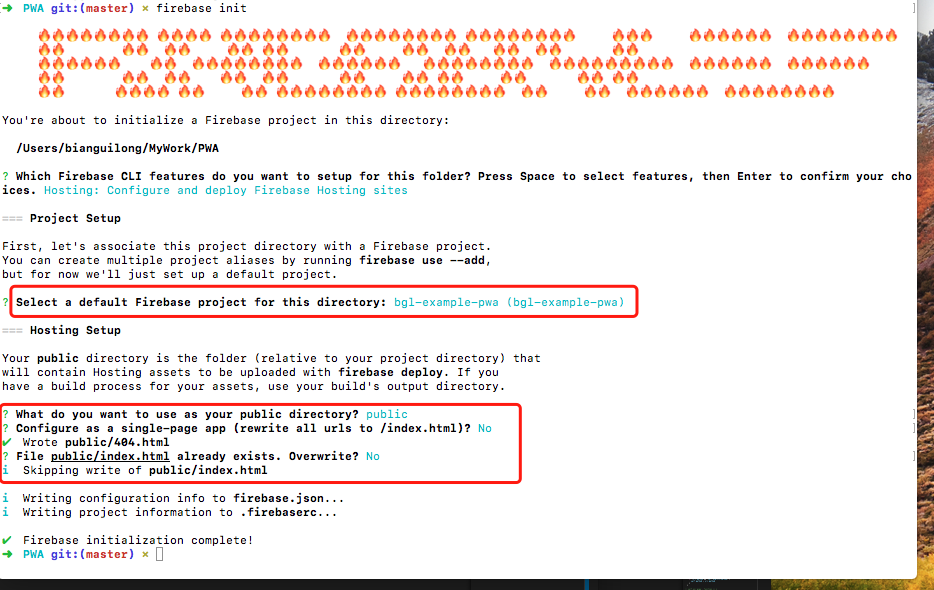 ➜ PWA git:(master) × firebase init
You're about to initialize a Firebase project in this directory:
/Users/bianguilong/MyWork/PWA
? Which Firebase CLI features do you want to setup for this folder? Press Space to select features, then Enter to confirm your cho
ices. Hosting: Configure and deploy Firebase Hosting sites
=== Project Setup
First, let's associate this project directory with a Firebase project.
You can create multiple project aliases by running firebase use --add,
but for now we'll just set up a default project.
? Select a default Firebase project for this directory: bgl-example-pwa (bgl-example-pwa)
=== Hosting Setup
Your public directory is the folder (relative to your project directory) that
will contain Hosting assets to be uploaded with firebase deploy. If you
have a build process for your assets, use your build's output directory.
? What do you want to use as your public directory? public
? Configure as a single-page app (rewrite all urls to /index.html)? No
✔ Wrote public/404.html
? File public/index.html already exists. Overwrite? No
i Skipping write of public/index.html
i Writing configuration info to firebase.json...
i Writing project information to .firebaserc...
✔ Firebase initialization complete!
➜ PWA git:(master) ×